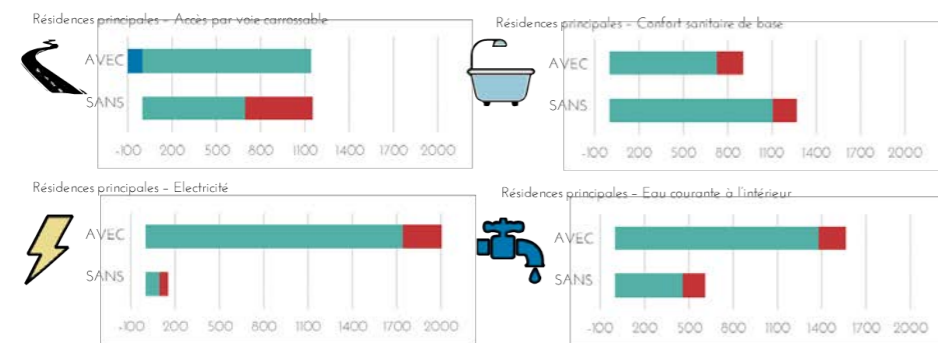 Résidences principales – Accès par voie carrossable
AVEC
SANS
-100 200 500 800 1100 1400 1700 2000
Résidences principales – Confort sanitaire de base
AVEC
SANS
-100 200 500 800 1100 1400 1700 2000
Résidences principales – Electricité
AVEC
SANS
-100 200 500 800 1100 1400 1700 2000
Résidences principales – Eau courante à l'intérieur
AVEC
SANS
-100 200 500 800 1100 1400 1700 2000